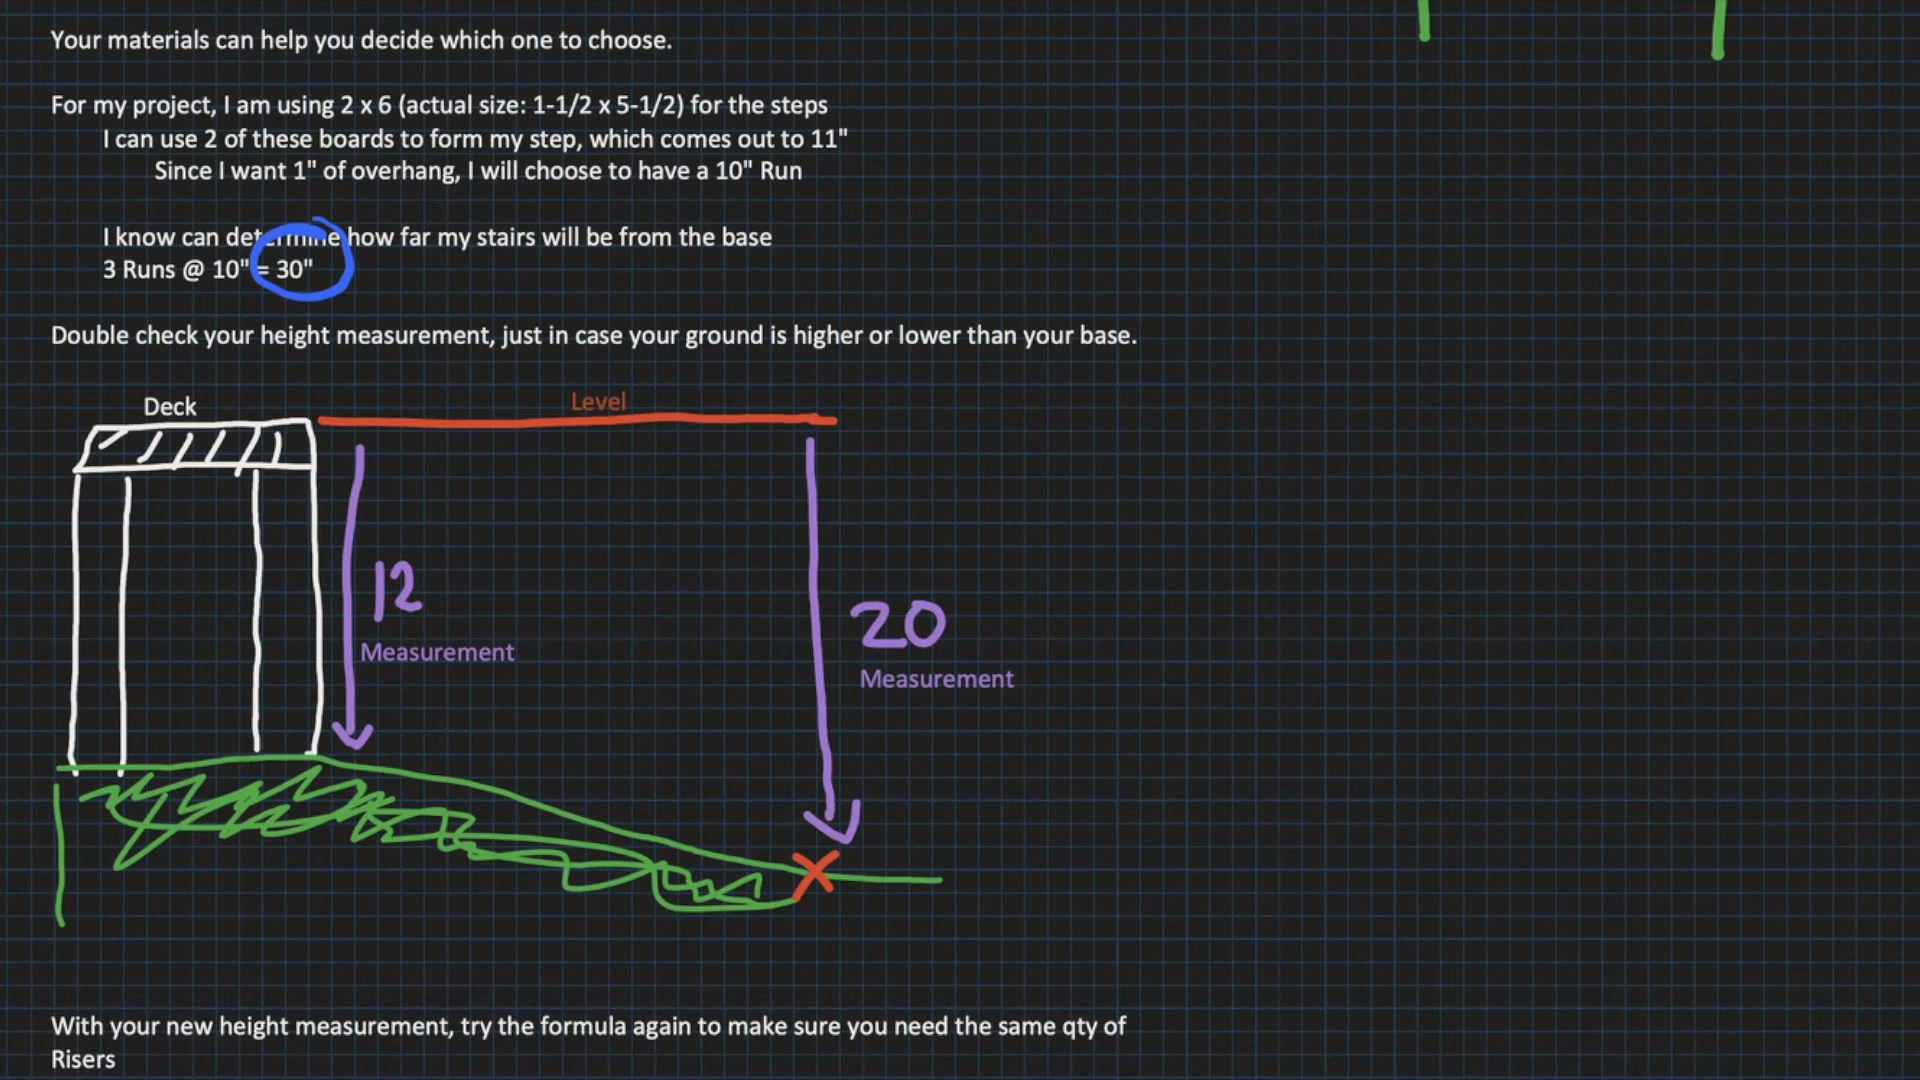 Your materials can help you decide which one to choose.
For my project, I am using 2 x 6 (actual size: 1-1/2 x 5-1/2) for the steps
I can use 2 of these boards to form my step, which comes out to 11"
Since I want 1" of overhang, I will choose to have a 10" Run
I know can determine how far my stairs will be from the base
3 Runs @ 10" = 30"
Double check your height measurement, just in case your ground is higher or lower than your base.
Deck
Level
12
Measurement
20
Measurement
With your new height measurement, try the formula again to make sure you need the same qty of
Risers